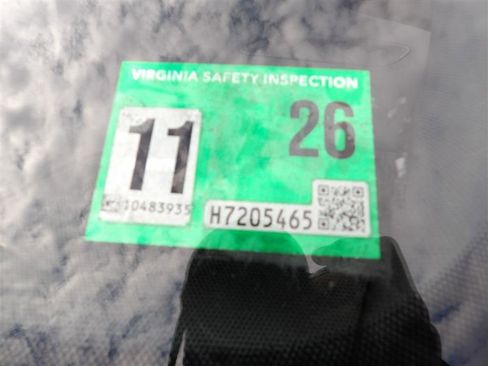 VIRGINIA SAFETY INSPECTION
11 26
10483935
H7205465